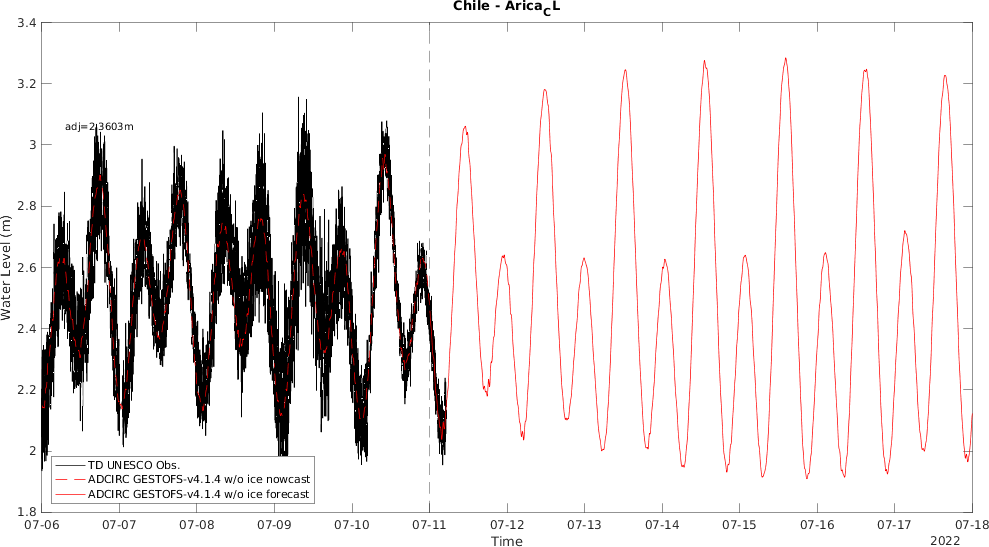 Chile - Arica_CL
3.4
3.2
3
2.8
2.6
2.4
2.2
2
1.8
Water Level (m)
adj=2.3603m
TD UNESCO Obs.
ADCIRC GESTOFS-v4.1.4 w/o ice nowcast
ADCIRC GESTOFS-v4.1.4 w/o ice forecast
07-06 07-07 07-08 07-09 07-10 07-11 07-12 07-13 07-14 07-15 07-16 07-17 07-18
Time
2022